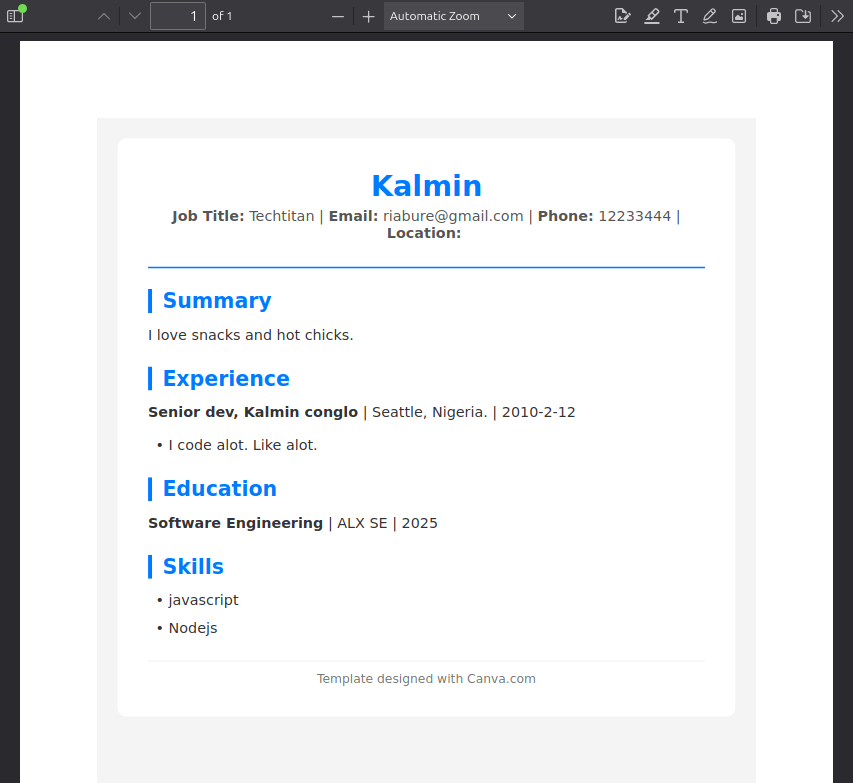 1 of 1 Automatic Zoom
Kalmin
Job Title: Techtitan | Email: riabure@gmail.com | Phone: 12233444 |
Location:
Summary
I love snacks and hot chicks.
Experience
Senior dev, Kalmin conglo | Seattle, Nigeria. | 2010-2-12
• I code alot. Like alot.
Education
Software Engineering | ALX SE | 2025
Skills
• javascript
• Nodejs
Template designed with Canva.com